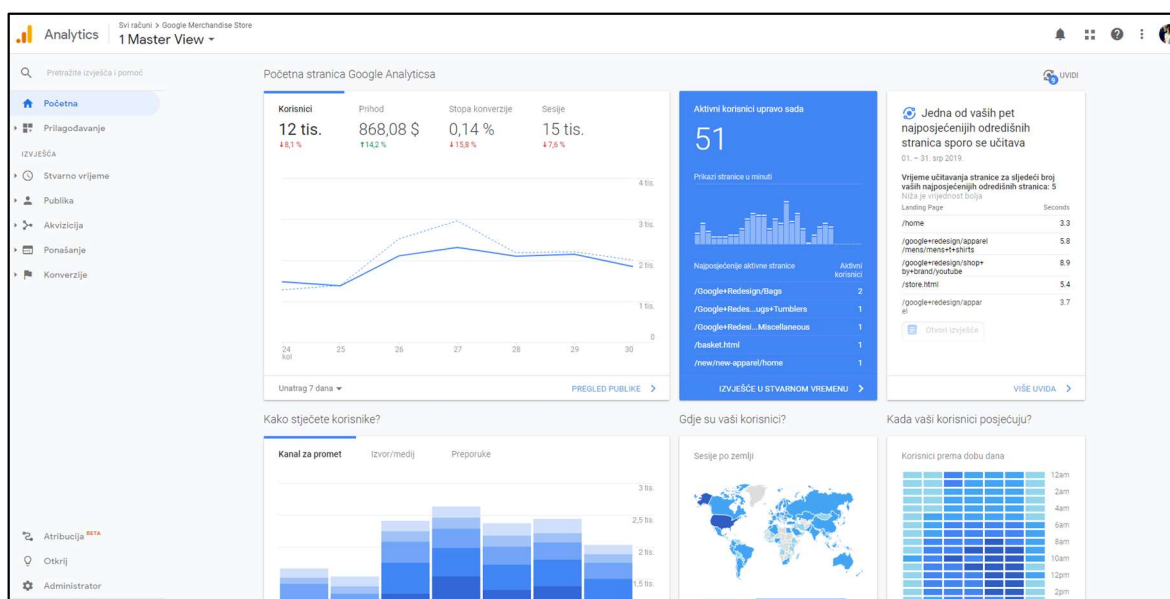 Analytics
Svi računi > Google Merchandise Store
1 Master View
Pretražite izvješća i pomoć
Početna
Prilagođavanje
IZVJEŠĆA
Stvarno vrijeme
Publika
Akvizicija
Ponašanje
Konverzije
Atribucija BETA
Otkrij
Administrator
Početna stranica Google Analyticsa
9 UVIDI
Korisnici Prihod Stopa konverzije Sesije
12 tis. 868,08 $ 0,14 % 15 tis.
↓8,1 % ↑14,2 % ↓15,8 % ↓7,6 %
4 tis.
3 tis.
2 tis.
1 tis.
0
24 25 26 27 28 29 30
kol
Unatrag 7 dana PREGLED PUBLIKE >
Aktivni korisnici upravo sada
51
Prikazi stranice u minuti
Najposjećenije aktivne stranice Aktivni
korisnici
/Google+Redesign/Bags 2
/Google+Redes...ugs+Tumblers 1
/Google+Redesi...Miscellaneous 1
/basket.html 1
/new/new-apparel/home 1
IZVJEŠĆE U STVARNOM VREMENU >
Jedna od vaših pet
najposjećenijih odredišnih
stranica sporo se učitava
01. – 31. srp 2019.
Vrijeme učitavanja stranice za sljedeći broj
vaših najposjećenijih odredišnih stranica: 5
Niža je vrijednost bolja
Landing Page Seconds
/home 3.3
/google+redesign/apparel 5.8
/mens/mens+t+shirts
/google+redesign/shop+ 8.9
by+brand/youtube
/store.html 5.4
/google+redesign/appar 3.7
el
Otvori izvješće
VIŠE UVIDA >
Kako stječete korisnike?
Kanal za promet Izvor/medij Preporuke
3 tis.
2,5 tis.
2 tis.
1,5 tis.
Gdje su vaši korisnici?
Sesije po zemlji
Kada vaši korisnici posjećuju?
Korisnici prema dobu dana
12am
2am
4am
6am
8am
10am
12pm
2pm